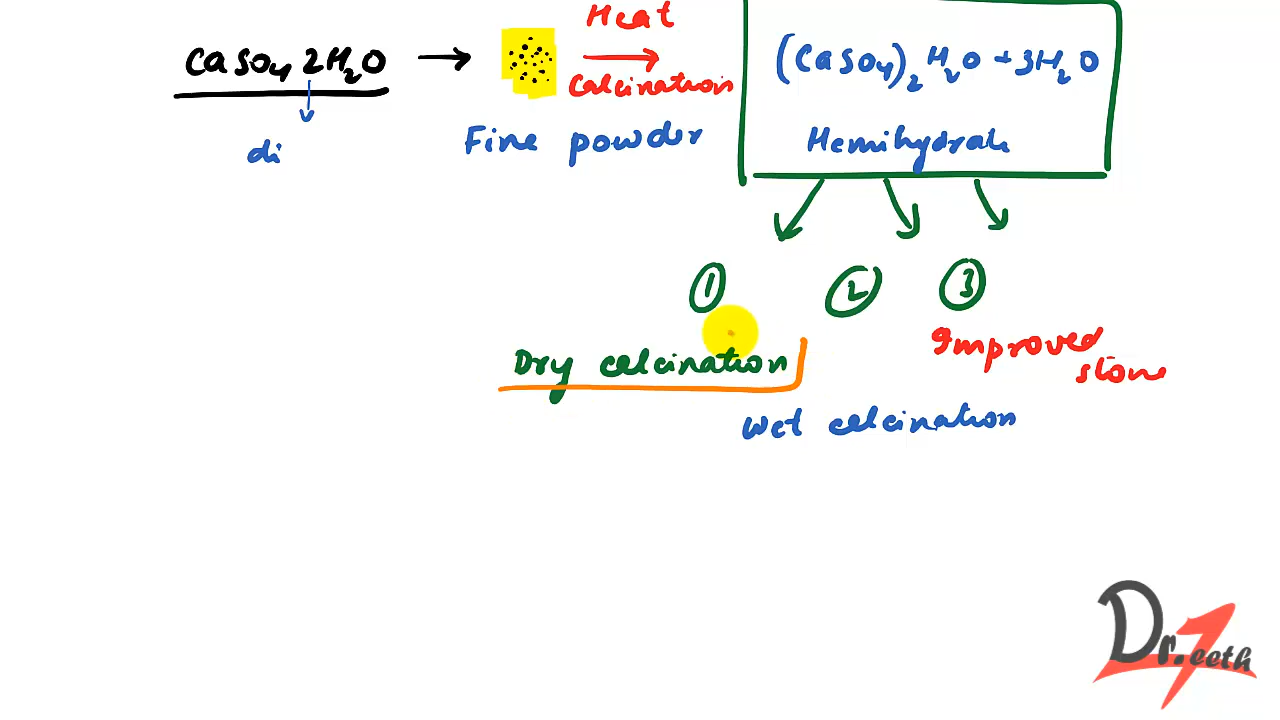 Heat
CaSO4 2H2O → → (CaSO4)2 H2O + 3H2O
Calcination
di
Fine powder
Hemihydrate
1 2 3
Improved
stone
Dry calcination
Wet calcination
Dr.eeth